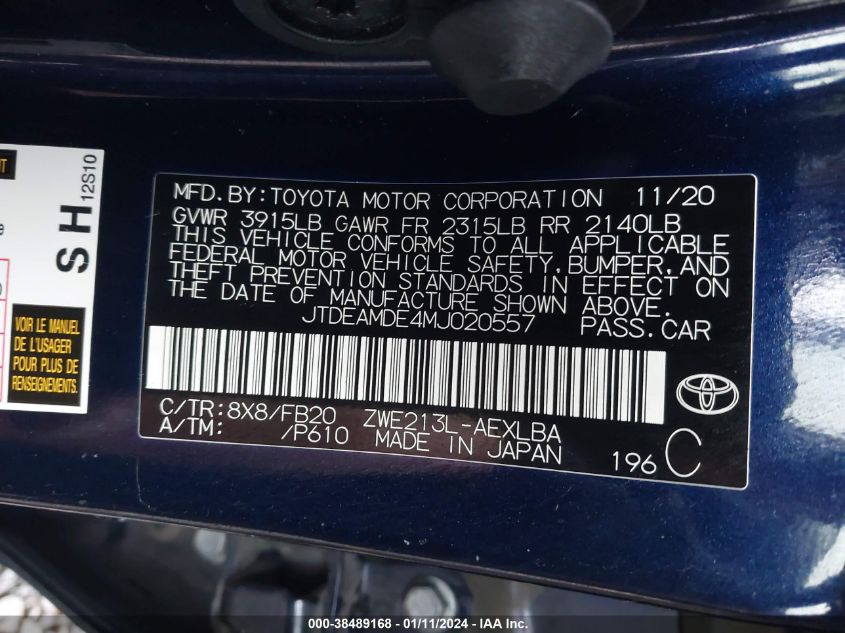 T
SH
12S10
e
VOIR LE MANUEL
DE L'USAGER
POUR PLUS DE
RENSEIGNEMENTS.
MFD.BY:TOYOTA MOTOR CORPORATION 11/20
GVWR 3915LB GAWR FR 2315LB RR 2140LB
THIS VEHICLE CONFORMS TO ALL APPLICABLE
FEDERAL MOTOR VEHICLE SAFETY,BUMPER,AND
THEFT PREVENTION STANDARDS IN EFFECT ON
THE DATE OF MANUFACTURE SHOWN ABOVE.
JTDEAMDE4MJ020557 PASS.CAR
C/TR:8X8/FB20 ZWE213L-AEXLBA
A/TM: /P610 MADE IN JAPAN 196 C
000-38489168 - 01/11/2024 - IAA Inc.